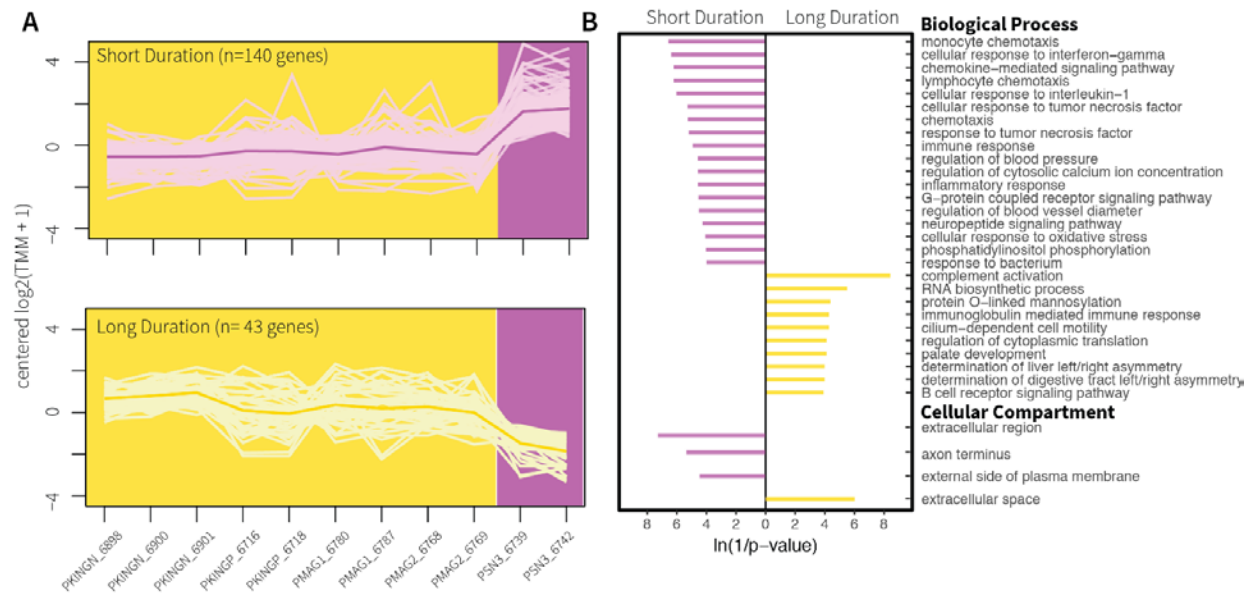 A
Short Duration (n=140 genes)
4
0
−4
centered log2(TMM + 1)
Long Duration (n= 43 genes)
4
0
−4
PKINGN_6898
PKINGN_6900
PKINGN_6901
PKINGP_6716
PKINGP_6718
PMAG1_6780
PMAG1_6787
PMAG2_6768
PMAG2_6769
PSN3_6739
PSN3_6742
B
Short Duration Long Duration
Biological Process
monocyte chemotaxis
cellular response to interferon−gamma
chemokine−mediated signaling pathway
lymphocyte chemotaxis
cellular response to interleukin−1
cellular response to tumor necrosis factor
chemotaxis
response to tumor necrosis factor
immune response
regulation of blood pressure
regulation of cytosolic calcium ion concentration
inflammatory response
G−protein coupled receptor signaling pathway
regulation of blood vessel diameter
neuropeptide signaling pathway
cellular response to oxidative stress
phosphatidylinositol phosphorylation
response to bacterium
complement activation
RNA biosynthetic process
protein O−linked mannosylation
immunoglobulin mediated immune response
cilium−dependent cell motility
regulation of cytoplasmic translation
palate development
determination of liver left/right asymmetry
determination of digestive tract left/right asymmetry
B cell receptor signaling pathway
Cellular Compartment
extracellular region
axon terminus
external side of plasma membrane
extracellular space
8 6 4 2 0 2 4 6 8
ln(1/p−value)